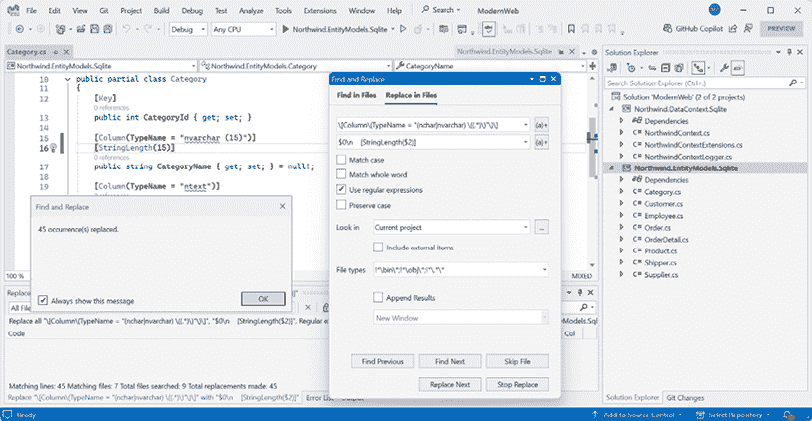 File Edit View Git Project Build Debug Test Analyze Tools Extensions Window Help Search ModernWeb
Debug Any CPU Northwind.EntityModels.Sqlite GitHub Copilot PREVIEW
Category.cs Northwind.EntityModels.Sqlite
Northwind.EntityModels.Sqlite Northwind.EntityModels.Category CategoryName
10 public partial class Category
11 {
12 [Key]
0 references
13 public int CategoryId { get; set; }
14
15 [Column(TypeName = "nvarchar (15)")]
16 [StringLength(15)]
0 references
17 public string CategoryName { get; set; } = null!;
18
19 [Column(TypeName = "ntext")]
100 %
MIXED
Find and Replace
45 occurrence(s) replaced.
Always show this message
OK
Find and Replace
Find in Files Replace in Files
\[Column\(TypeName = "(nchar|nvarchar) \((.*)\)"\)\]
$0\n    [StringLength($2)]
Match case
Match whole word
Use regular expressions
Preserve case
Look in Current project ...
Include external items
File types !*\bin\*;!*\obj\*;!*\.*\*
Append Results
New Window
Find Previous Find Next Skip File
Replace Next Stop Replace
Replace all "\[Column\(TypeName = "(nchar|nvarchar) \((.*)\)"\)\]", "$0\n    [StringLength($2)]", Regular
Code
Col
Matching lines: 45 Matching files: 7 Total files searched: 9 Total replacements made: 45
Replace "\[Column\(TypeName = "(nchar|nvarchar) \((.*)\)"\)\]" with "$0\n    [StringLength($2)]" Error List Output
Solution Explorer
Search Solution Explorer
Solution 'ModernWeb' (2 of 2 projects)
Northwind.DataContext.Sqlite
Dependencies
NorthwindContext.cs
NorthwindContextExtensions.cs
NorthwindContextLogger.cs
Northwind.EntityModels.Sqlite
Dependencies
Category.cs
Customer.cs
Employee.cs
Order.cs
OrderDetail.cs
Product.cs
Shipper.cs
Supplier.cs
Solution Explorer Git Changes
Ready Add to Source Control Select Repository